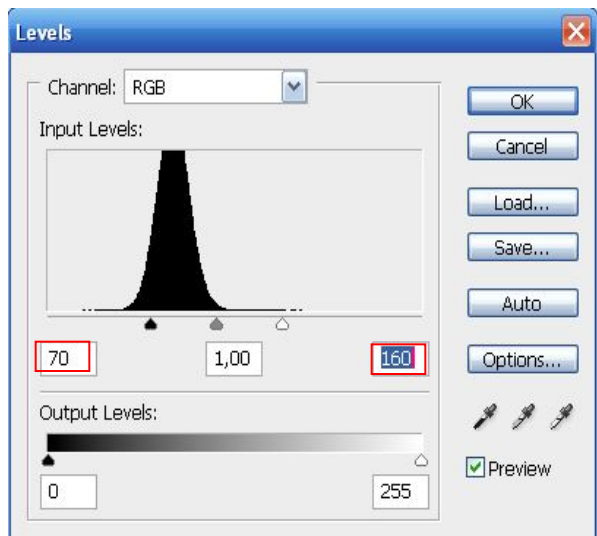 Levels
Channel: RGB
OK
Input Levels:
Cancel
Load...
Save...
Auto
70 1,00 160
Options...
Output Levels:
Preview
0 255